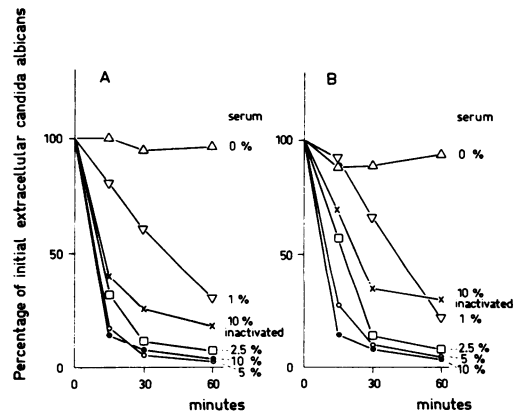 Percentage of initial extracellular candida albicans
A
serum
100
50
0
0 %
1 %
10 %
inactivated
2.5 %
10 %
5 %
0
30
60
minutes
B
serum
100
50
0
0 %
10 %
inactivated
1 %
2.5 %
5 %
10 %
0
30
60
minutes